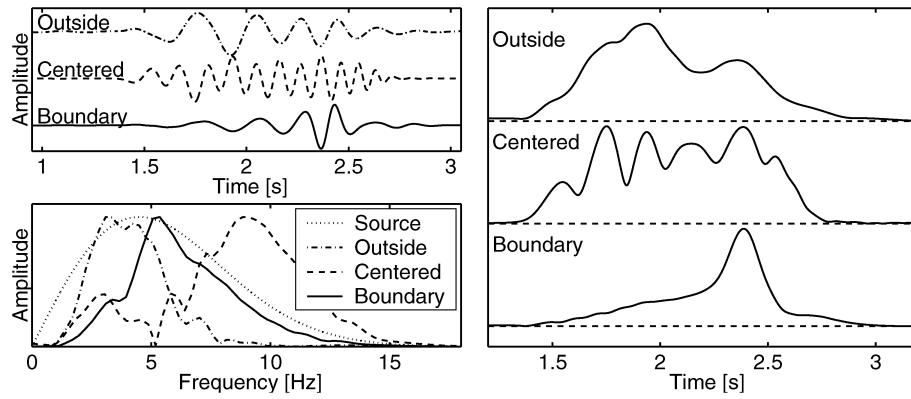 Outside
Centered
Boundary
Amplitude
1
1.5
2
2.5
3
Time [s]
Source
Outside
Centered
Boundary
Amplitude
0
5
10
15
Frequency [Hz]
Outside
Centered
Boundary
1.5
2
2.5
3
Time [s]